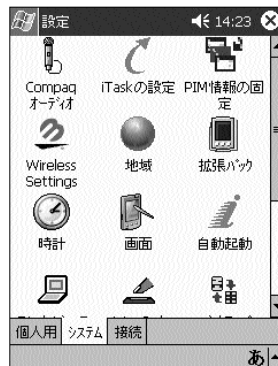 設定 14:23
Compaq
ｵｰﾃﾞｨｵ
iTaskの設定
PIM情報の固
定
Wireless
Settings
地域
拡張ﾊﾟｯｸ
時計
画面
自動起動
個人用 ｼｽﾃﾑ 接続
あ